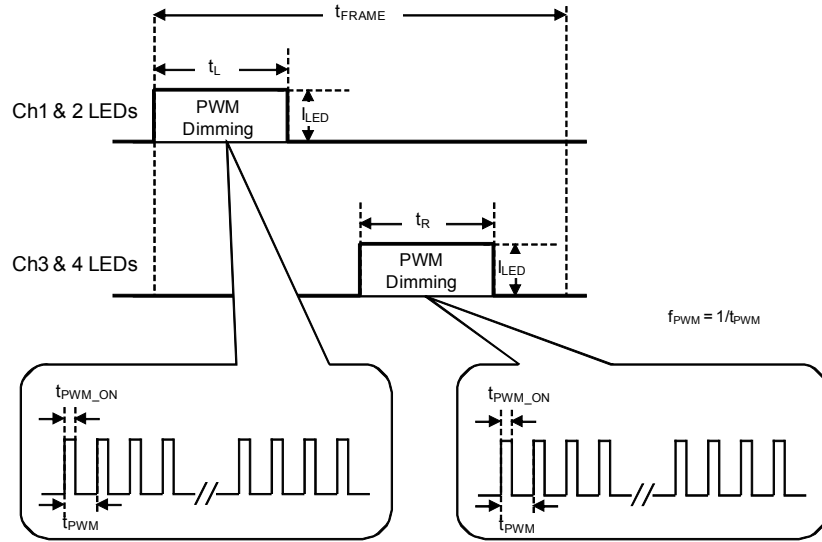 tFRAME
tL
Ch1 & 2 LEDs
PWM
Dimming
ILED
tR
Ch3 & 4 LEDs
PWM
Dimming
ILED
fPWM = 1/tPWM
tPWM_ON
tPWM
tPWM_ON
tPWM